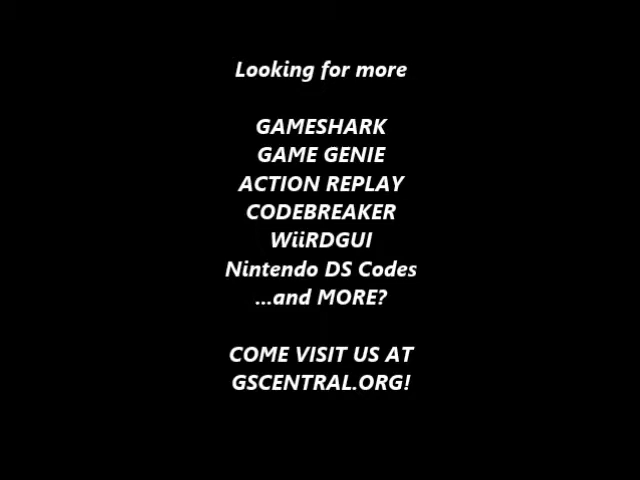 Looking for more
GAMESHARK
GAME GENIE
ACTION REPLAY
CODEBREAKER
WiiRDGUI
Nintendo DS Codes
...and MORE?
COME VISIT US AT
GSCENTRAL.ORG!